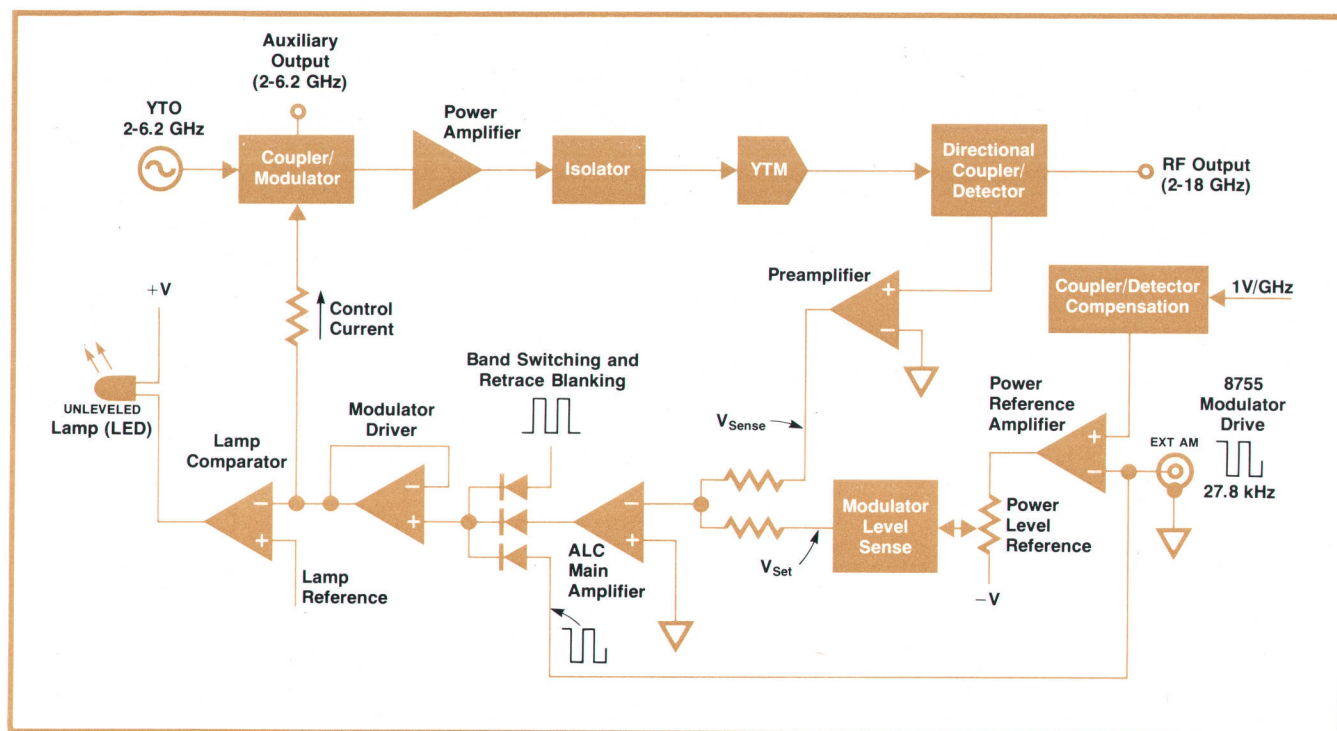 Auxiliary
Output
(2-6.2 GHz)
YTO
2-6.2 GHz
Coupler/
Modulator
Power
Amplifier
Isolator
YTM
Directional
Coupler/
Detector
RF Output
(2-18 GHz)
+V
Control
Current
Preamplifier
+
−
Coupler/Detector
Compensation
1V/GHz
UNLEVELED
Lamp (LED)
Band Switching and
Retrace Blanking
Modulator
Driver
−
+
Lamp
Comparator
−
+
Lamp
Reference
ALC
Main
Amplifier
−
+
VSense
VSet
Modulator
Level
Sense
Power
Reference
Amplifier
+
−
Power
Level
Reference
−V
8755
Modulator
Drive
EXT AM
27.8 kHz